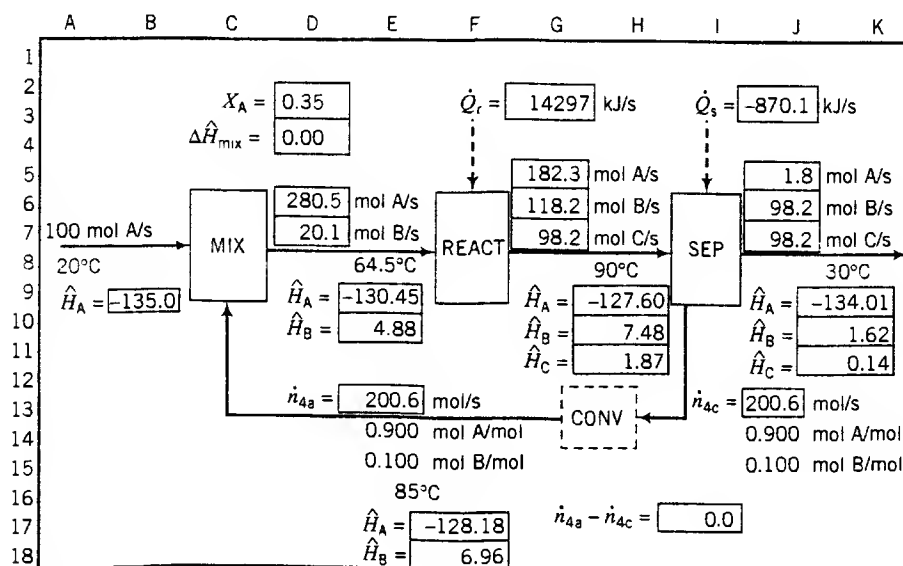 A B C D E F G H I J K
1
2
X_A = 0.35 Q̇_r = 14297 kJ/s Q̇_s = -870.1 kJ/s
3
ΔĤ_mix = 0.00
4
5
182.3 mol A/s 1.8 mol A/s
6
280.5 mol A/s 118.2 mol B/s 98.2 mol B/s
7
100 mol A/s MIX 20.1 mol B/s REACT 98.2 mol C/s SEP 98.2 mol C/s
8
20°C 64.5°C 90°C 30°C
9
Ĥ_A = -135.0 Ĥ_A = -130.45 Ĥ_A = -127.60 Ĥ_A = -134.01
10
Ĥ_B = 4.88 Ĥ_B = 7.48 Ĥ_B = 1.62
11
Ĥ_C = 1.87 Ĥ_C = 0.14
12
13
ṅ_4a = 200.6 mol/s CONV ṅ_4c = 200.6 mol/s
14
0.900 mol A/mol 0.900 mol A/mol
15
0.100 mol B/mol 0.100 mol B/mol
16
85°C
17
Ĥ_A = -128.18 ṅ_4a - ṅ_4c = 0.0
18
Ĥ_B = 6.96